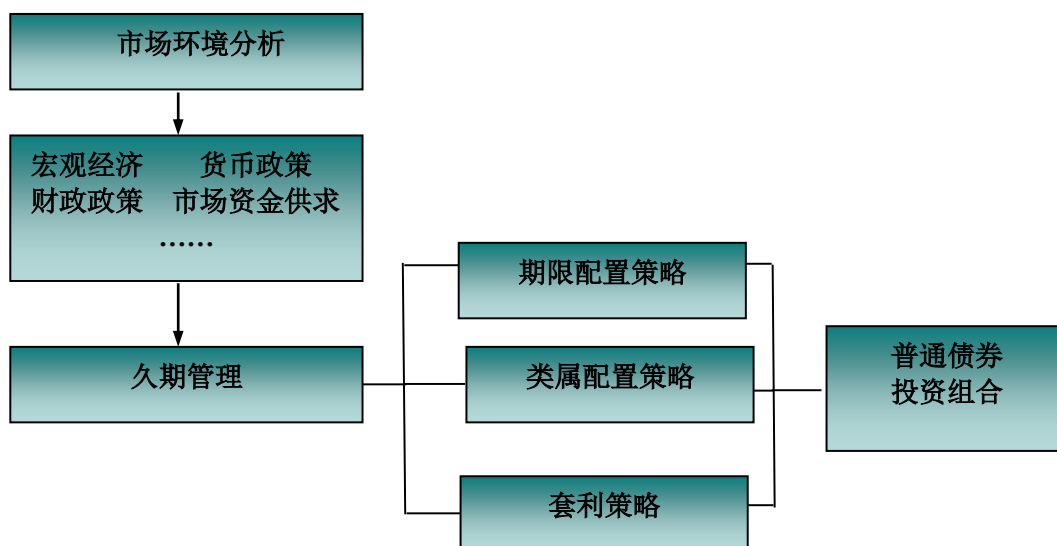 市场环境分析
宏观经济 货币政策
财政政策 市场资金供求
……
期限配置策略
久期管理
类属配置策略
普通债券
投资组合
套利策略